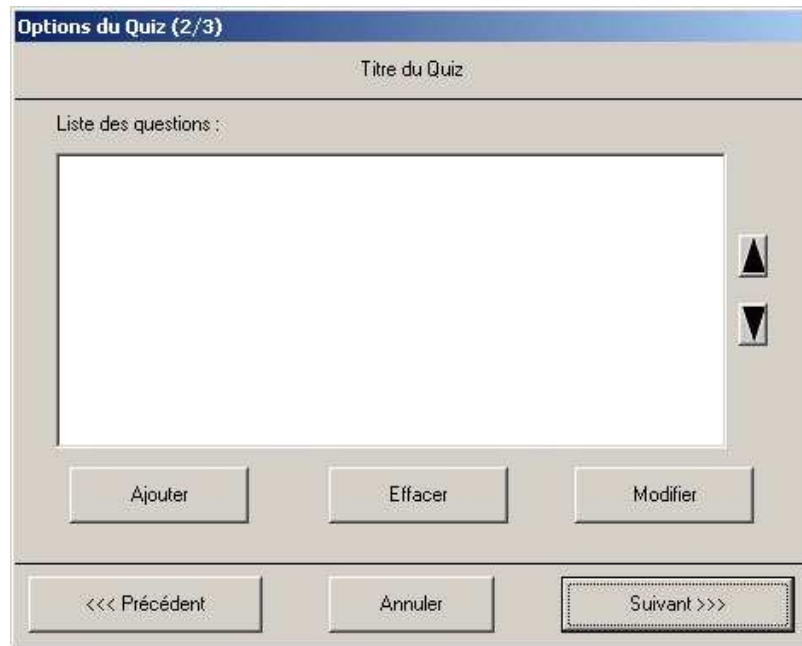 Options du Quiz (2/3)
Titre du Quiz
Liste des questions :
Ajouter Effacer Modifier
<<< Précédent Annuler Suivant >>>